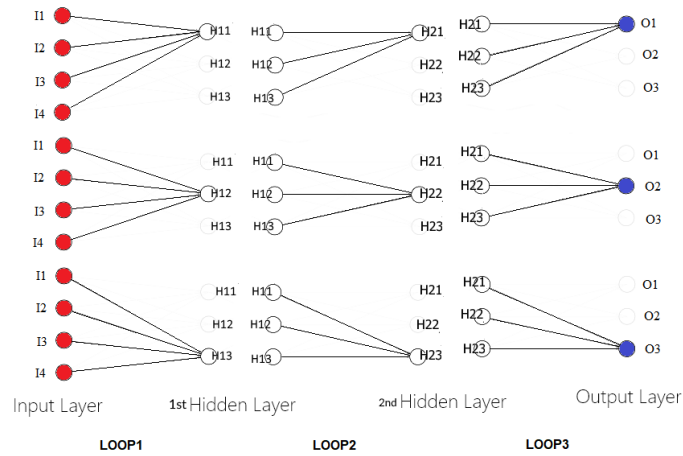 I1 H11 H11 H21 H21 O1
I2 H12 H12 H22 H22 O2
I3 H13 H13 H23 H23 O3
I4
I1 H11 H11 H21 H21 O1
I2 H12 H12 H22 H22 O2
I3 H13 H13 H23 H23 O3
I4
I1 H11 H11 H21 H21 O1
I2 H12 H12 H22 H22 O2
I3 H13 H13 H23 H23 O3
I4
Input Layer 1st Hidden Layer 2nd Hidden Layer Output Layer
LOOP1 LOOP2 LOOP3